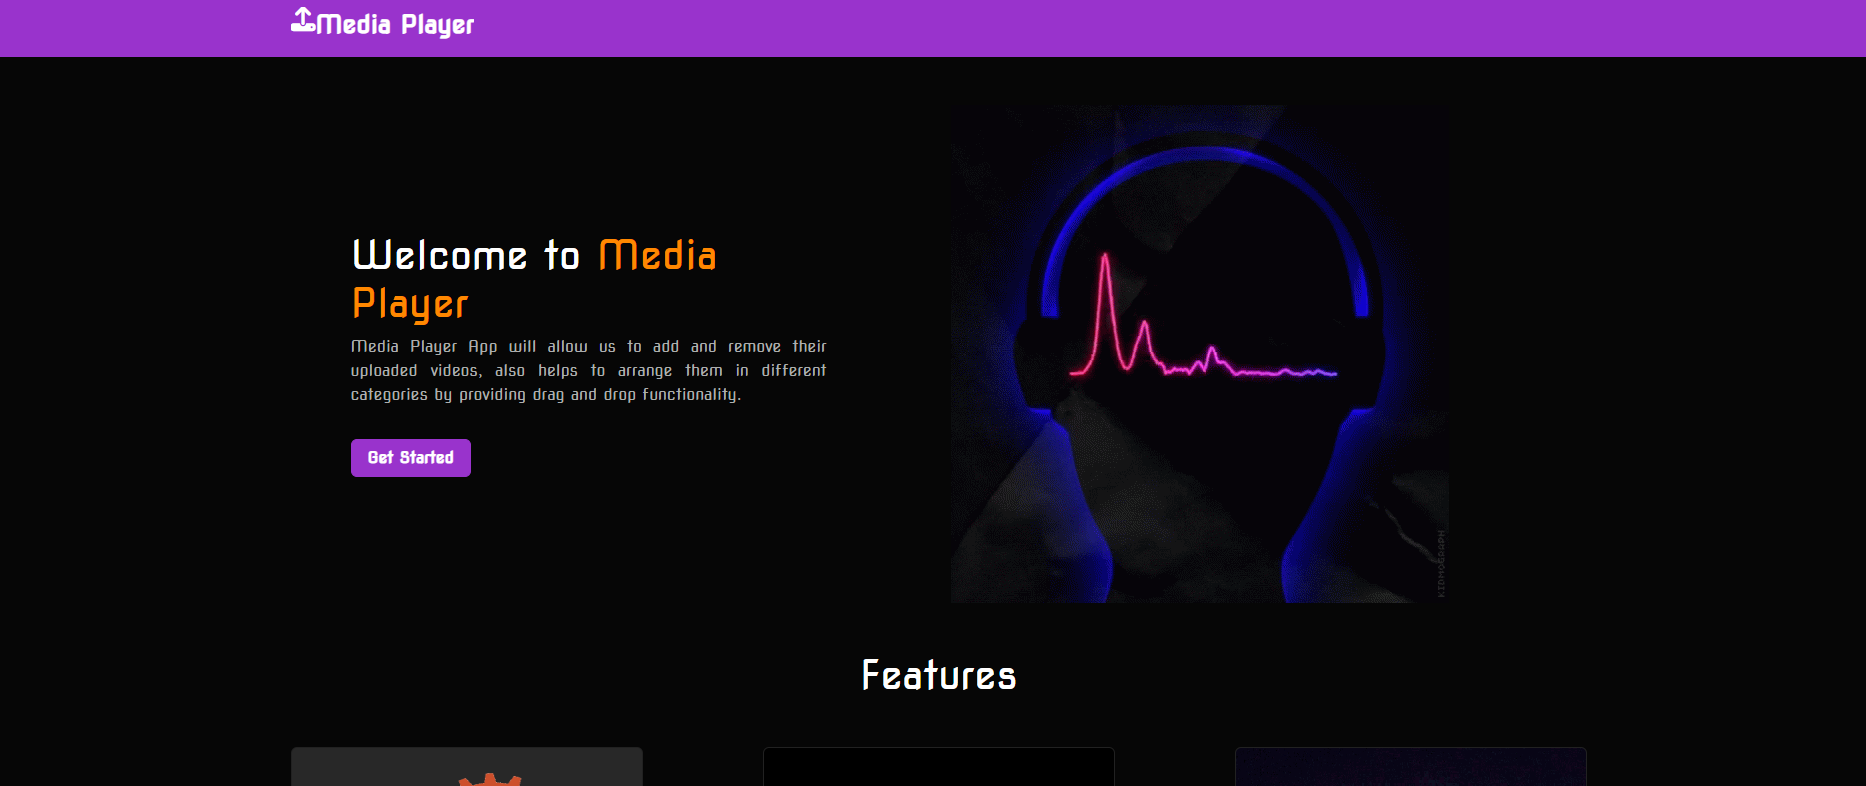 Media Player
Welcome to Media
Player
Media Player App will allow us to add and remove their
uploaded videos, also helps to arrange them in different
categories by providing drag and drop functionality.
Get Started
KIDMOGRAPH
Features